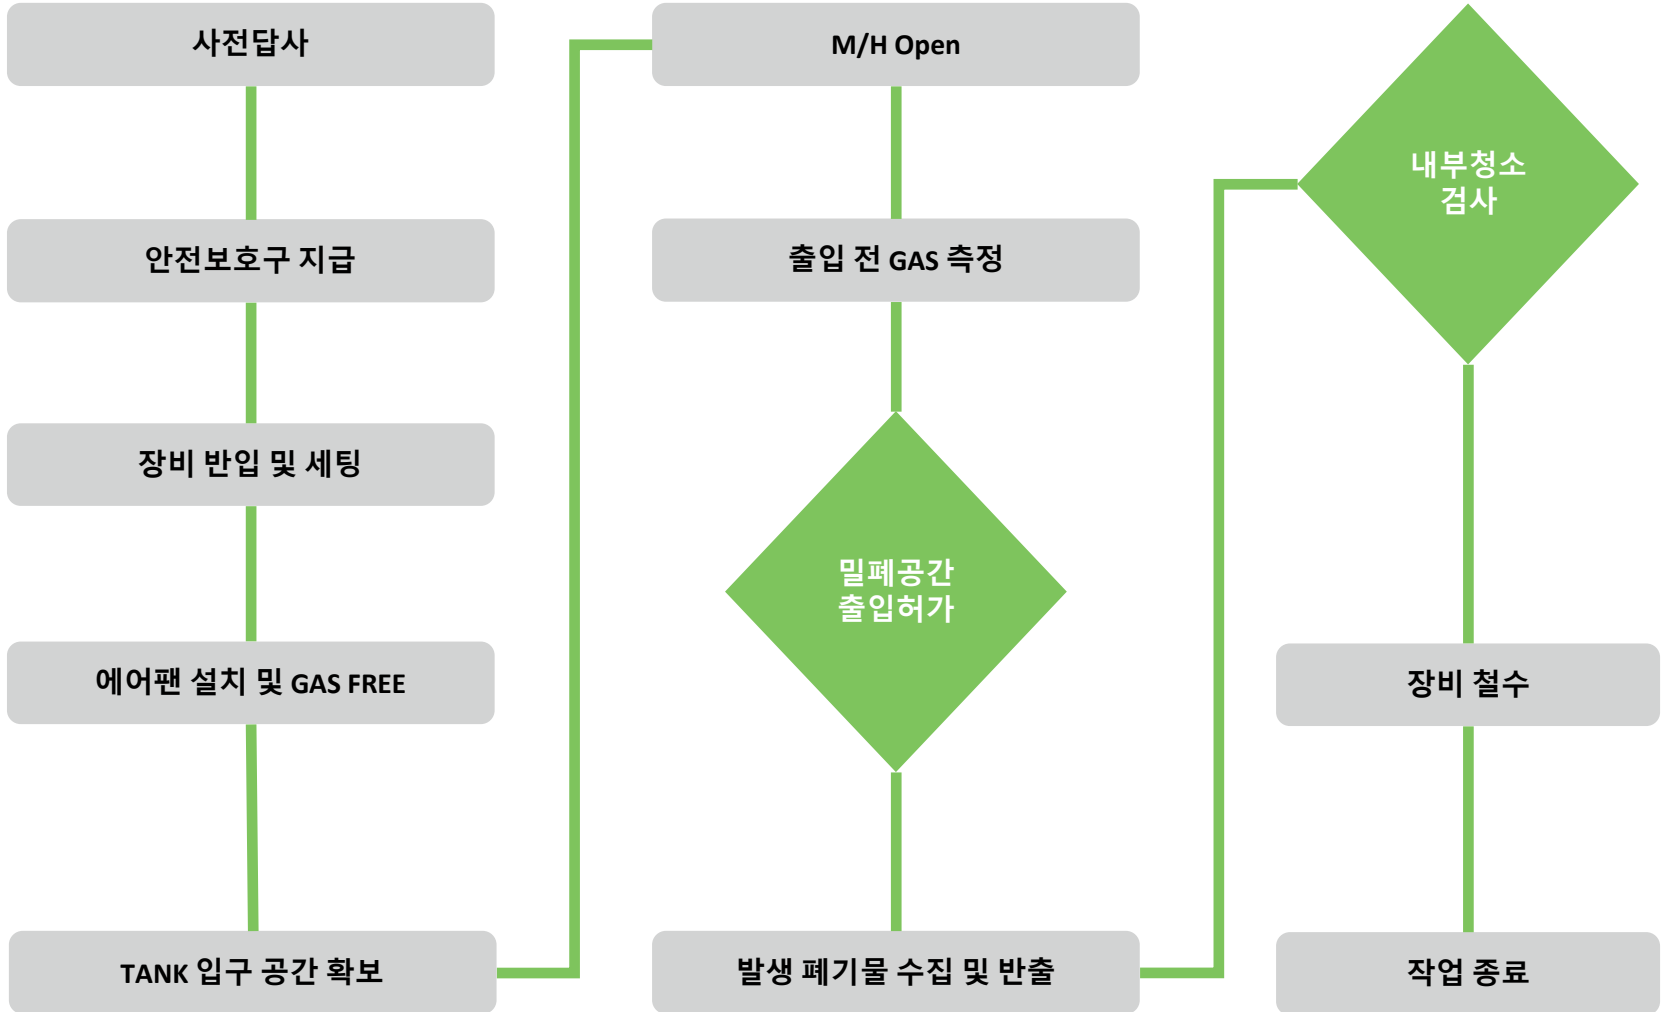 사전답사
안전보호구 지급
장비 반입 및 세팅
에어팬 설치 및 GAS FREE
TANK 입구 공간 확보
M/H Open
출입 전 GAS 측정
밀폐공간
출입허가
발생 폐기물 수집 및 반출
내부청소
검사
장비 철수
작업 종료